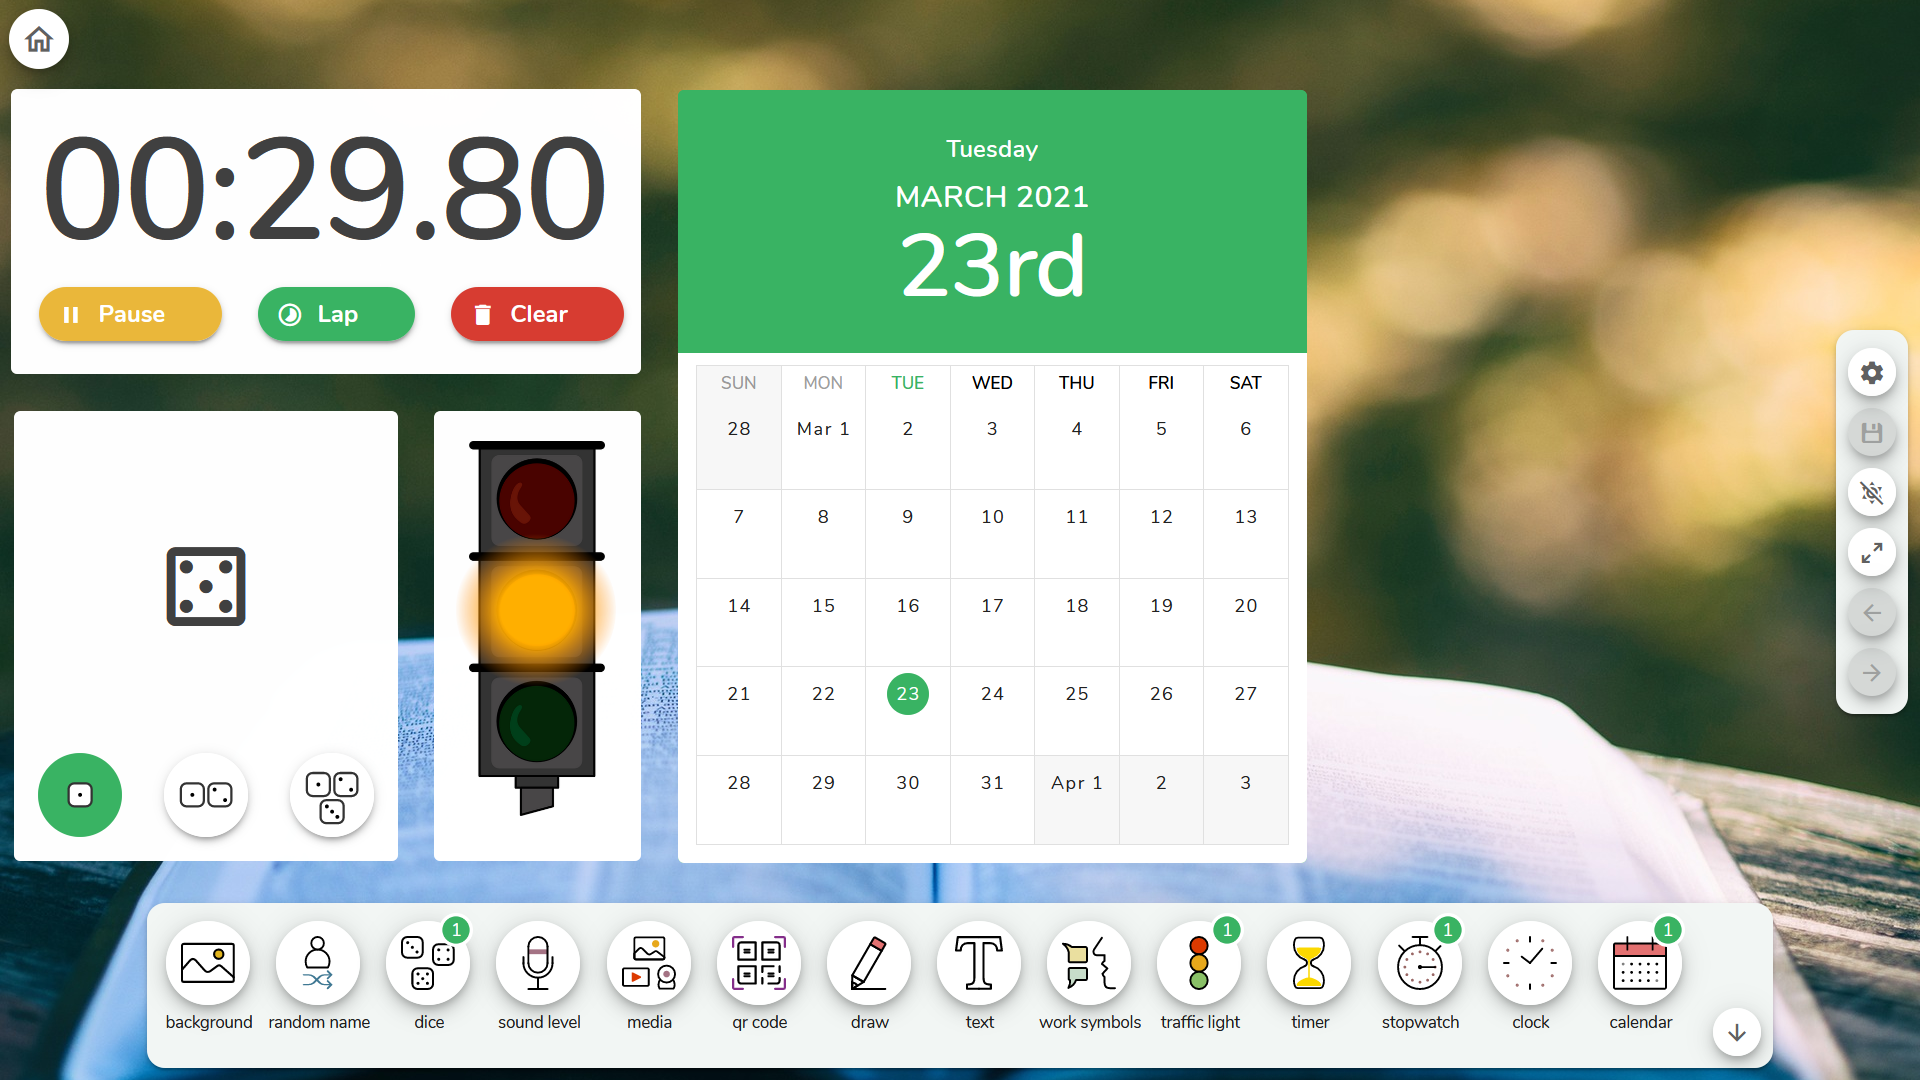 00:29.80
Pause
Lap
Clear
Tuesday
MARCH 2021
23rd
SUN MON TUE WED THU FRI SAT
28 Mar 1 2 3 4 5 6
7 8 9 10 11 12 13
14 15 16 17 18 19 20
21 22 23 24 25 26 27
28 29 30 31 Apr 1 2 3
1 1 1 1
background random name dice sound level media qr code draw text work symbols traffic light timer stopwatch clock calendar